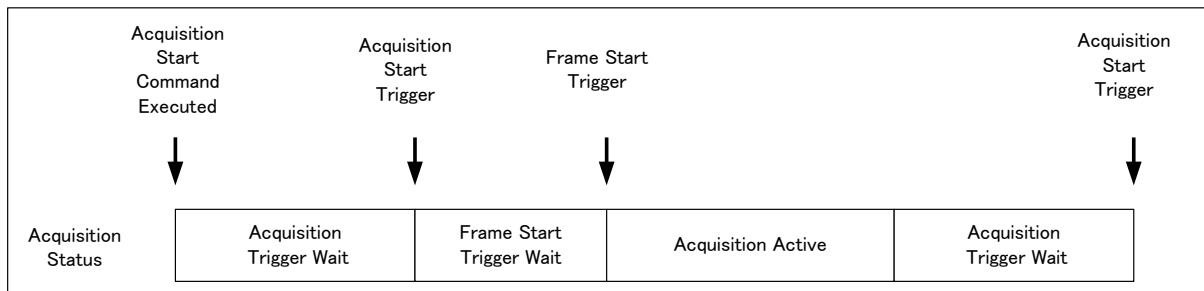 Acquisition
Start
Command
Executed
Acquisition
Start
Trigger
Frame Start
Trigger
Acquisition
Start
Trigger
Acquisition
Status
Acquisition
Trigger Wait
Frame Start
Trigger Wait
Acquisition Active
Acquisition
Trigger Wait